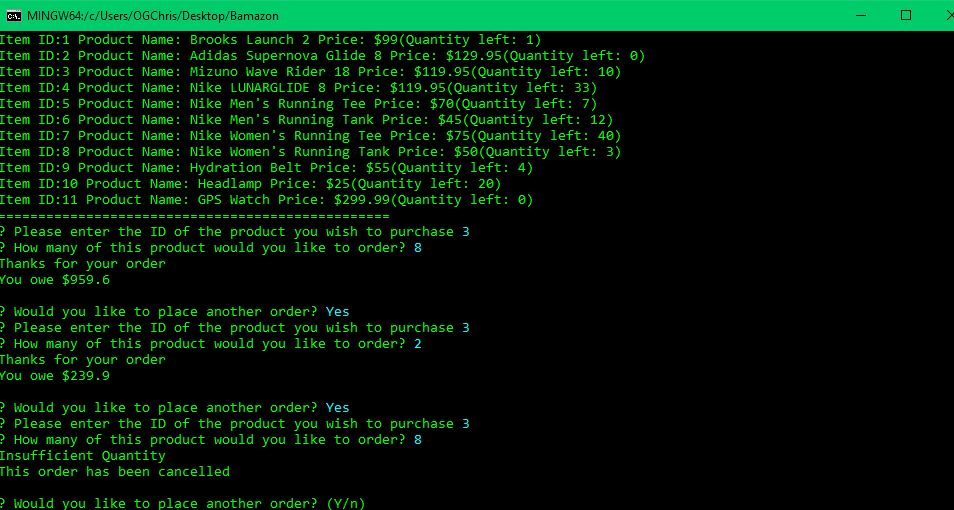 MINGW64:/c/Users/OGChris/Desktop/Bamazon
Item ID:1 Product Name: Brooks Launch 2 Price: $99(Quantity left: 1)
Item ID:2 Product Name: Adidas Supernova Glide 8 Price: $129.95(Quantity left: 0)
Item ID:3 Product Name: Mizuno Wave Rider 18 Price: $119.95(Quantity left: 10)
Item ID:4 Product Name: Nike LUNARGLIDE 8 Price: $119.95(Quantity left: 33)
Item ID:5 Product Name: Nike Men's Running Tee Price: $70(Quantity left: 7)
Item ID:6 Product Name: Nike Men's Running Tank Price: $45(Quantity left: 12)
Item ID:7 Product Name: Nike Women's Running Tee Price: $75(Quantity left: 40)
Item ID:8 Product Name: Nike Women's Running Tank Price: $50(Quantity left: 3)
Item ID:9 Product Name: Hydration Belt Price: $55(Quantity left: 4)
Item ID:10 Product Name: Headlamp Price: $25(Quantity left: 20)
Item ID:11 Product Name: GPS Watch Price: $299.99(Quantity left: 0)
=================================================
? Please enter the ID of the product you wish to purchase 3
? How many of this product would you like to order? 8
Thanks for your order
You owe $959.6
? Would you like to place another order? Yes
? Please enter the ID of the product you wish to purchase 3
? How many of this product would you like to order? 2
Thanks for your order
You owe $239.9
? Would you like to place another order? Yes
? Please enter the ID of the product you wish to purchase 3
? How many of this product would you like to order? 8
Insufficient Quantity
This order has been cancelled
? Would you like to place another order? (Y/n)